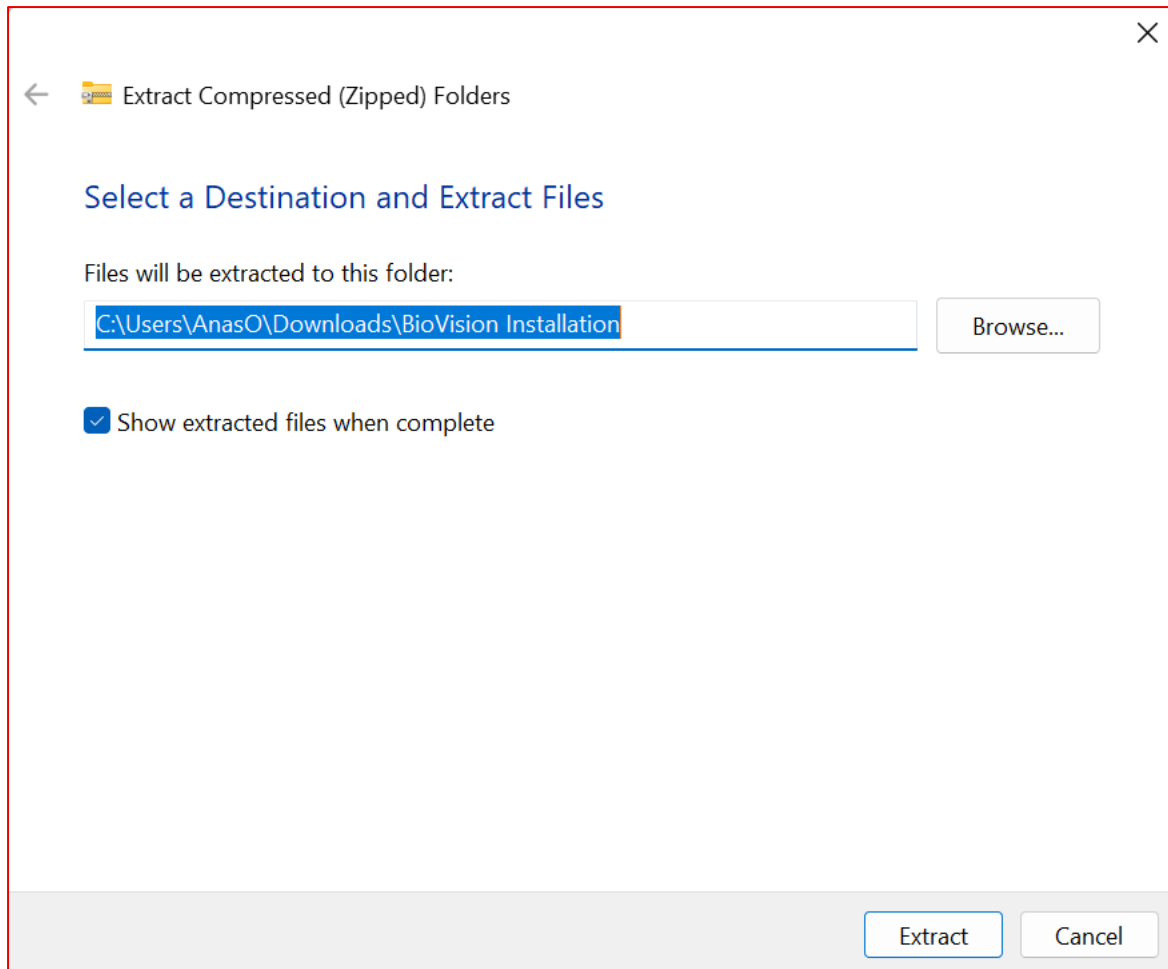 Extract Compressed (Zipped) Folders
Select a Destination and Extract Files
Files will be extracted to this folder:
C:\Users\AnasO\Downloads\BioVision Installation
Browse...
Show extracted files when complete
Extract
Cancel